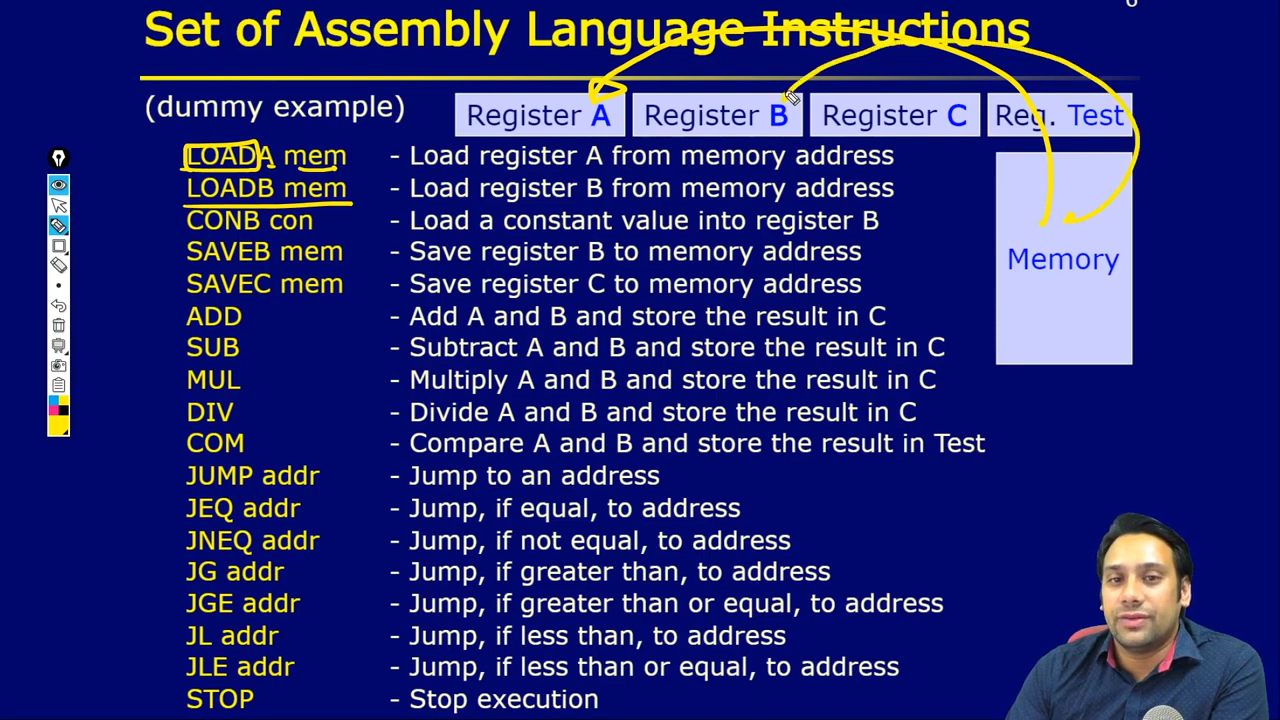 Set of Assembly Language Instructions
(dummy example)
Register A
Register B
Register C
Reg. Test
LOADA mem - Load register A from memory address
LOADB mem - Load register B from memory address
CONB con - Load a constant value into register B
SAVEB mem - Save register B to memory address
SAVEC mem - Save register C to memory address
ADD - Add A and B and store the result in C
SUB - Subtract A and B and store the result in C
MUL - Multiply A and B and store the result in C
DIV - Divide A and B and store the result in C
COM - Compare A and B and store the result in Test
JUMP addr - Jump to an address
JEQ addr - Jump, if equal, to address
JNEQ addr - Jump, if not equal, to address
JG addr - Jump, if greater than, to address
JGE addr - Jump, if greater than or equal, to address
JL addr - Jump, if less than, to address
JLE addr - Jump, if less than or equal, to address
STOP - Stop execution
Memory